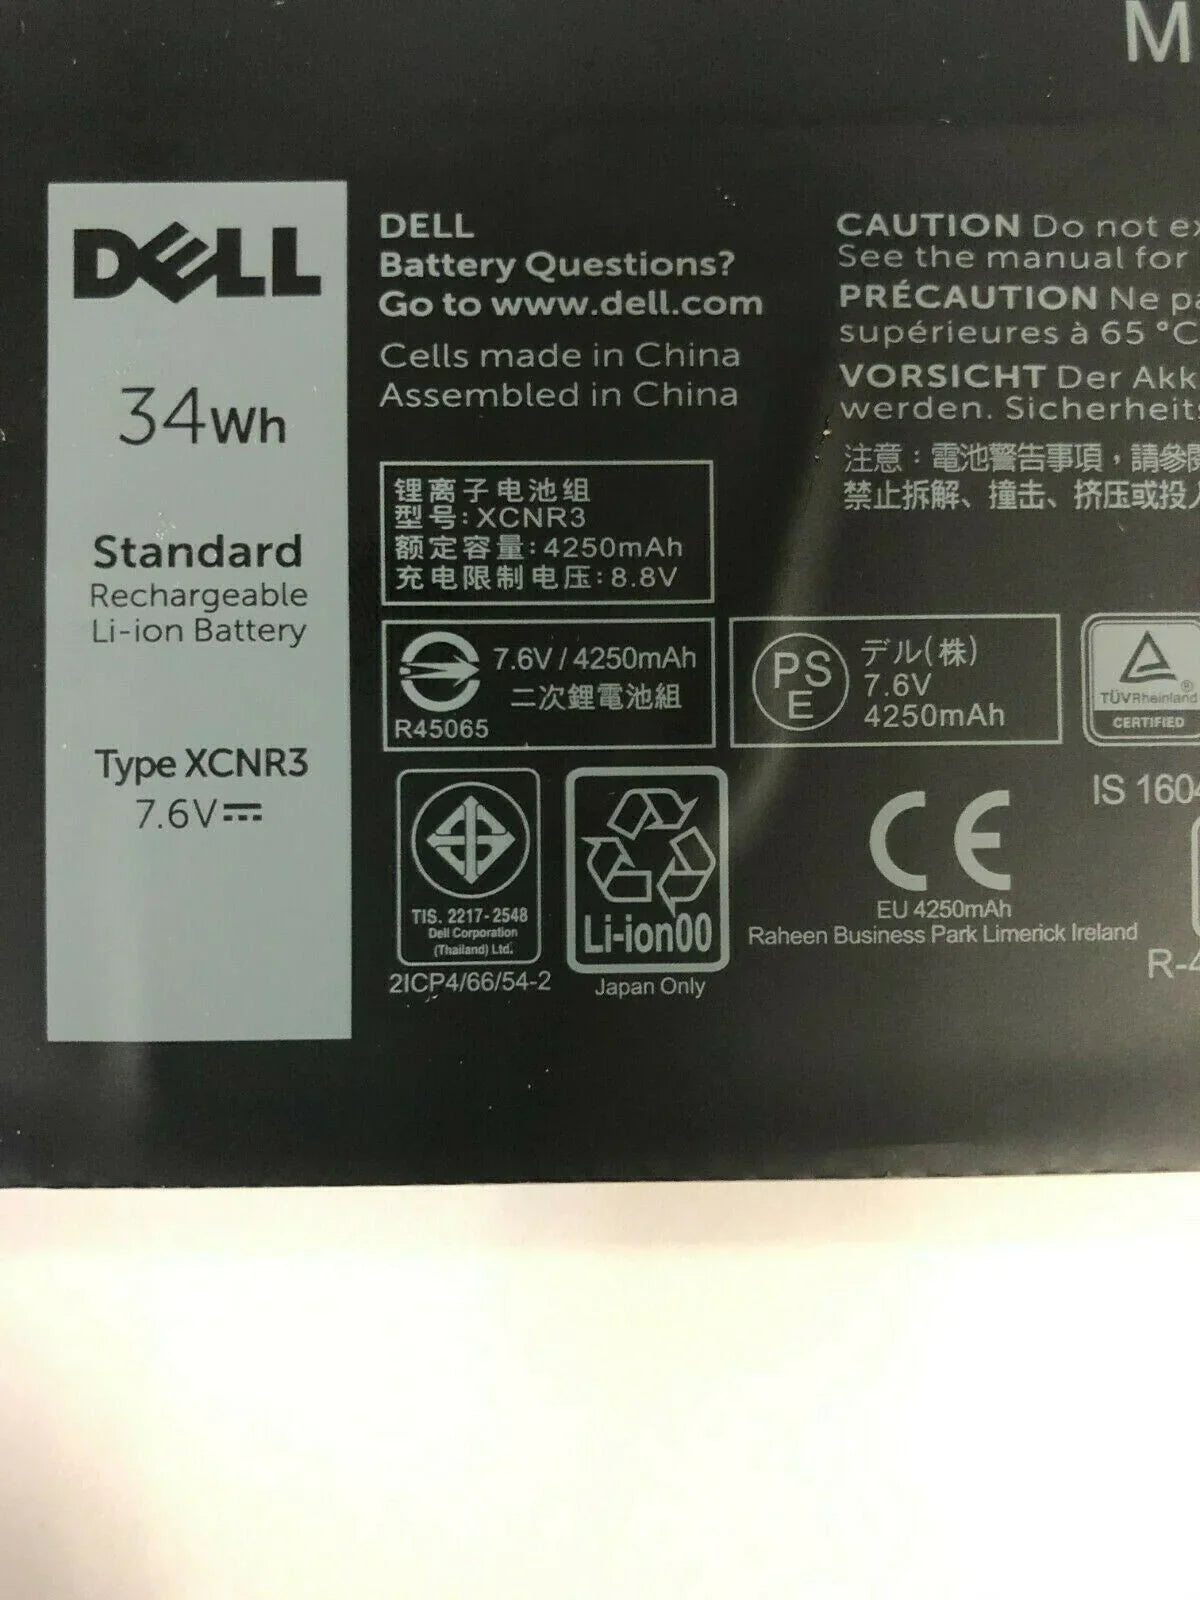 M
DELL
34Wh
Standard
Rechargeable
Li-ion Battery
Type XCNR3
7.6V⎓
DELL
Battery Questions?
Go to www.dell.com
Cells made in China
Assembled in China
锂离子电池组
型号:XCNR3
额定容量:4250mAh
充电限制电压:8.8V
7.6V / 4250mAh
二次鋰電池組
R45065
PS
E
デル(株)
7.6V
4250mAh
TÜVRheinland®
CERTIFIED
TIS. 2217-2548
Dell Corporation
(Thailand) Ltd.
2ICP4/66/54-2
Li-ion00
Japan Only
CE
EU 4250mAh
Raheen Business Park Limerick Ireland
IS 1604
R-4
CAUTION Do not ex
See the manual for
PRÉCAUTION Ne pa
supérieures à 65 °C
VORSICHT Der Akk
werden. Sicherheits
注意：電池警告事項，請參閱
禁止拆解、撞击、挤压或投入